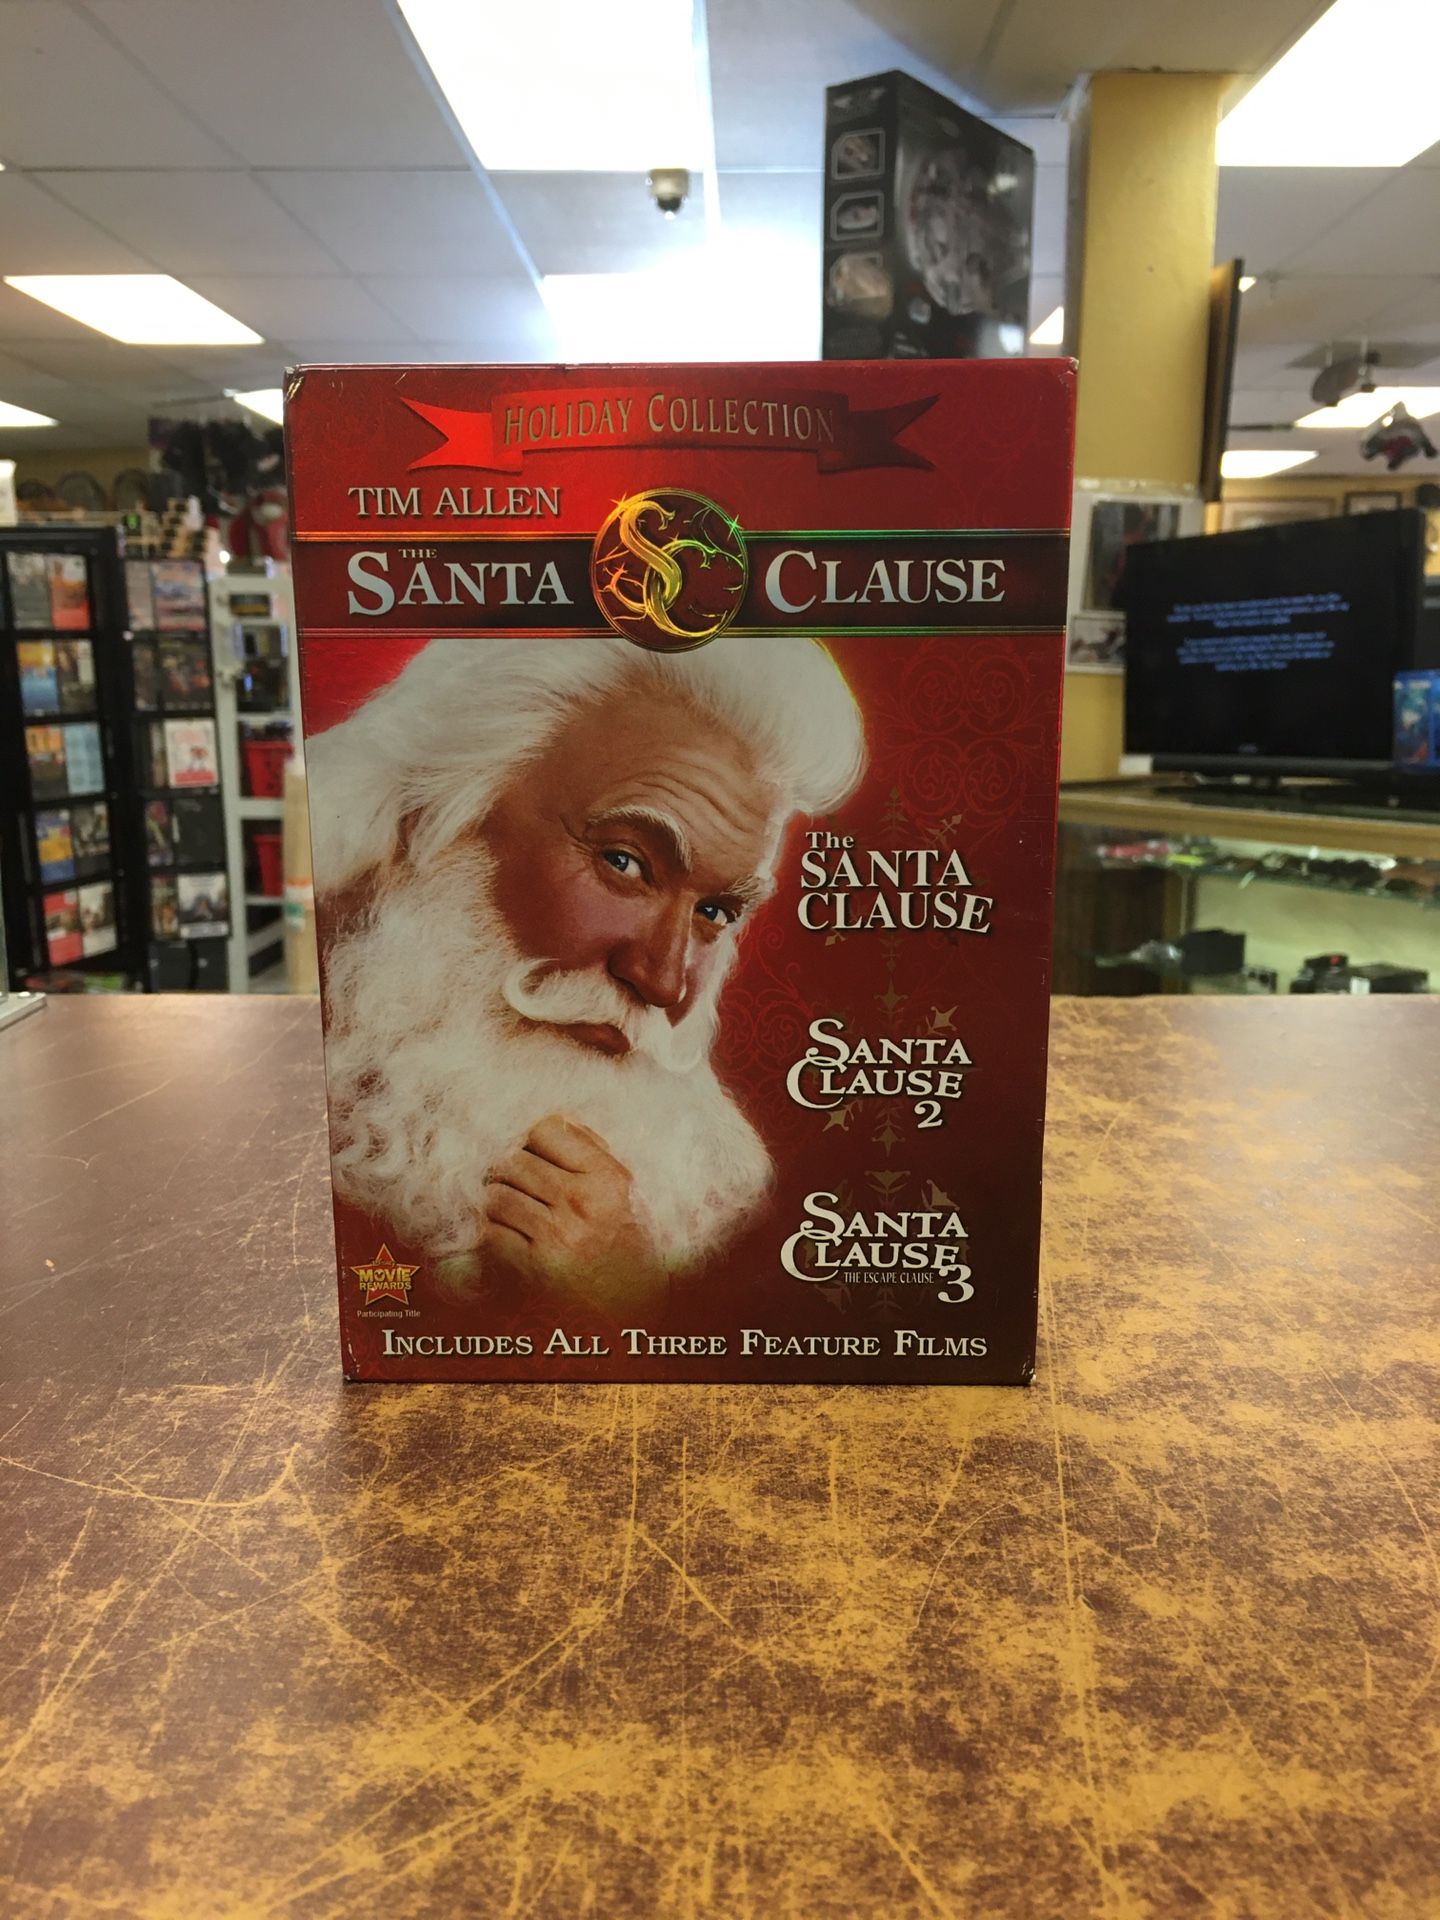 HOLIDAY COLLECTION
TIM ALLEN
THE
SANTA SC CLAUSE
The
SANTA
CLAUSE
SANTA
CLAUSE
2
SANTA
CLAUSE
THE ESCAPE CLAUSE 3
MOVIE
REWARDS
Participating Title
INCLUDES ALL THREE FEATURE FILMS